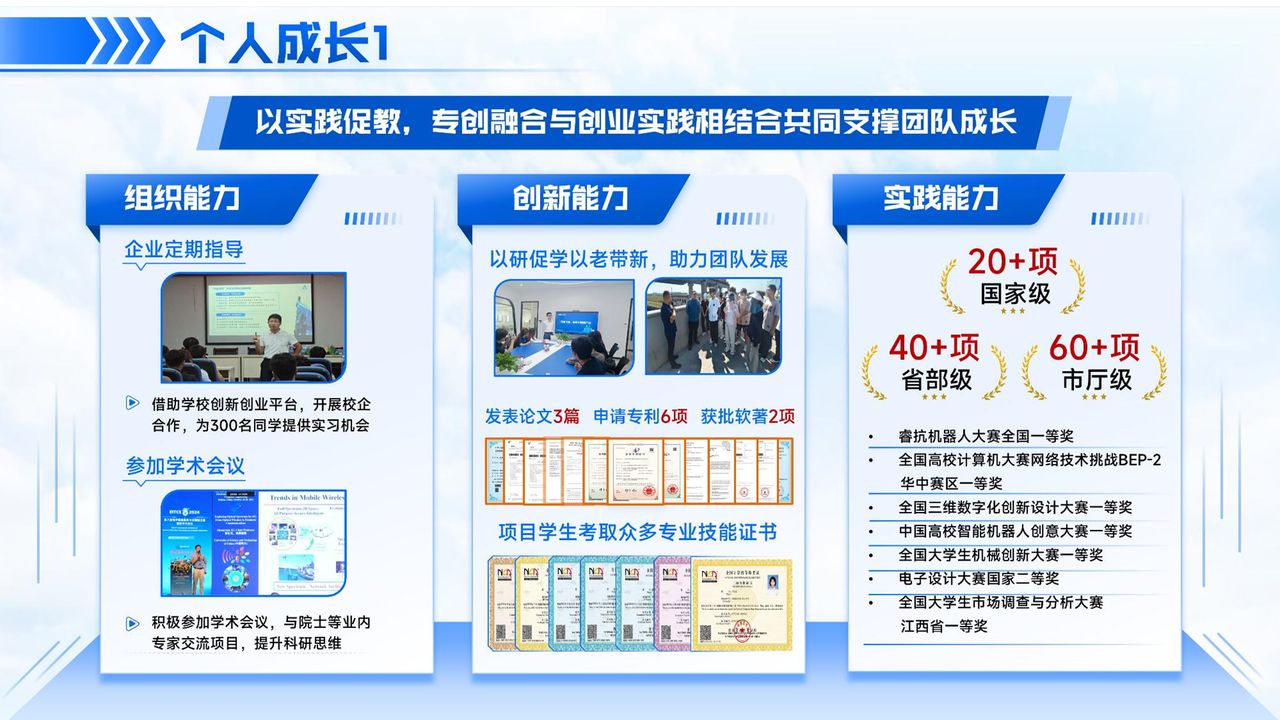 个人成长1
以实践促教，专创融合与创业实践相结合共同支撑团队成长
组织能力
企业定期指导
借助学校创新创业平台，开展校企
合作，为300名同学提供实习机会
参加学术会议
EITCE 2024
Trends in Mobile Wireles
积极参加学术会议，与院士等业内
专家交流项目，提升科研思维
创新能力
以研促学以老带新，助力团队发展
发表论文3篇 申请专利6项 获批软著2项
项目学生考取众多专业技能证书
实践能力
20+项
国家级
40+项
省部级
60+项
市厅级
• 睿抗机器人大赛全国一等奖
• 全国高校计算机大赛网络技术挑战BEP-2
华中赛区一等奖
• 全国三维数字化创新设计大赛一等奖
• 中国高校智能机器人创意大赛一等奖
• 全国大学生机械创新大赛一等奖
• 电子设计大赛国家二等奖
• 全国大学生市场调查与分析大赛
江西省一等奖